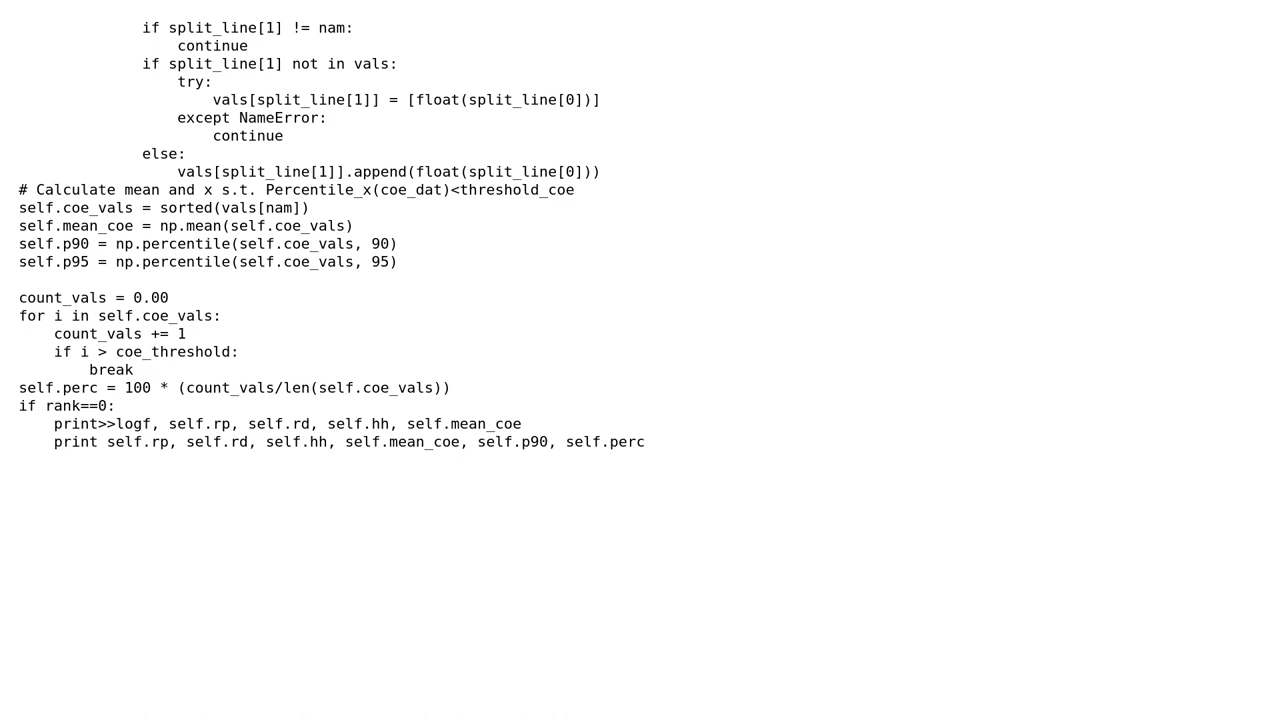 if split_line[1] != nam:
                  continue
              if split_line[1] not in vals:
                  try:
                      vals[split_line[1]] = [float(split_line[0])]
                  except NameError:
                      continue
              else:
                  vals[split_line[1]].append(float(split_line[0]))
# Calculate mean and x s.t. Percentile_x(coe_dat)<threshold_coe
self.coe_vals = sorted(vals[nam])
self.mean_coe = np.mean(self.coe_vals)
self.p90 = np.percentile(self.coe_vals, 90)
self.p95 = np.percentile(self.coe_vals, 95)

count_vals = 0.00
for i in self.coe_vals:
    count_vals += 1
    if i > coe_threshold:
        break
self.perc = 100 * (count_vals/len(self.coe_vals))
if rank==0:
    print>>logf, self.rp, self.rd, self.hh, self.mean_coe
    print self.rp, self.rd, self.hh, self.mean_coe, self.p90, self.perc